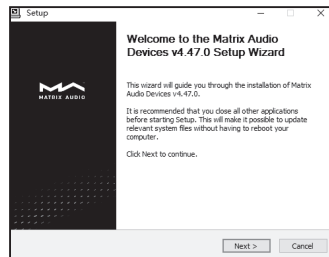 Setup
Welcome to the Matrix Audio
Devices v4.47.0 Setup Wizard
MATRIX AUDIO
This wizard will guide you through the installation of Matrix
Audio Devices v4.47.0.
It is recommended that you close all other applications
before starting Setup. This will make it possible to update
relevant system files without having to reboot your
computer.
Click Next to continue.
Next >
Cancel